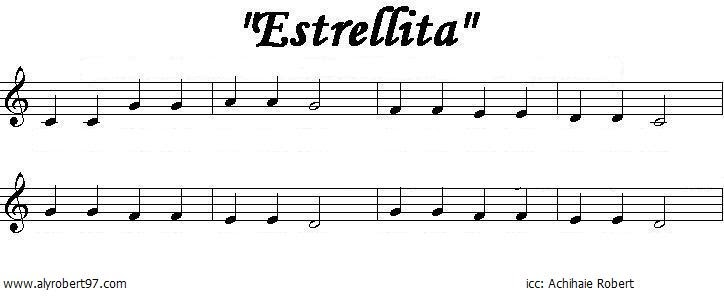 "Estrellita"
www.alyrobert97.com
icc: Achihaie Robert